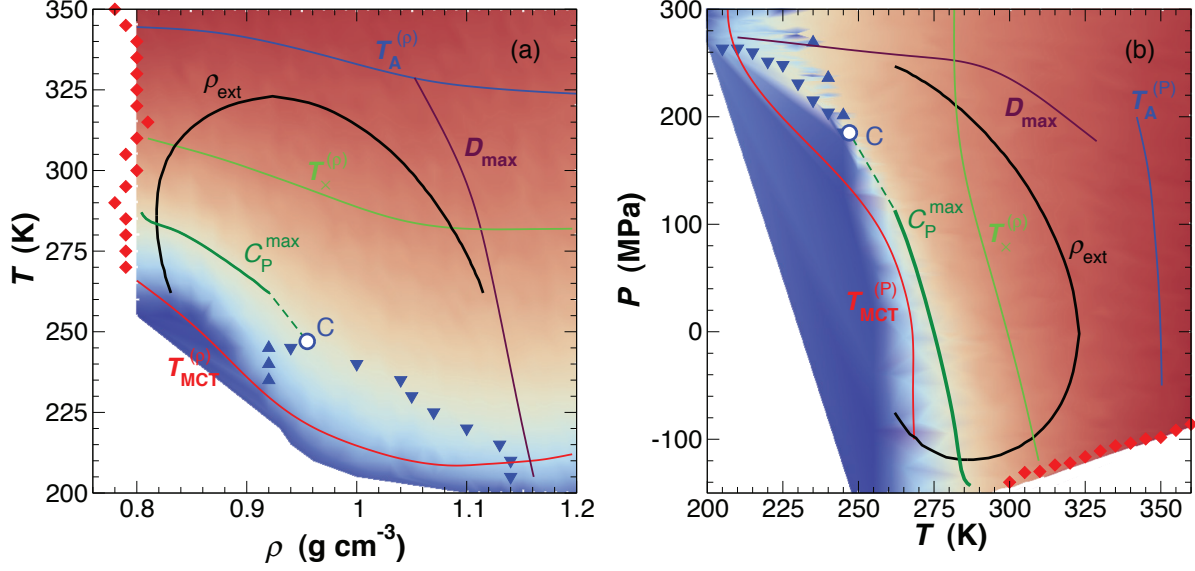 (a)
T_A^(ρ)
ρ_ext
D_max
T_×^(ρ)
C_P^max
C
T_MCT^(ρ)
350
325
300
275
250
225
200
T (K)
0.8 0.9 1 1.1 1.2
ρ (g cm⁻³)
(b)
D_max
T_A^(P)
C
C_P^max
T_×^(ρ)
ρ_ext
T_MCT^(P)
300
200
100
0
-100
P (MPa)
200 225 250 275 300 325 350
T (K)